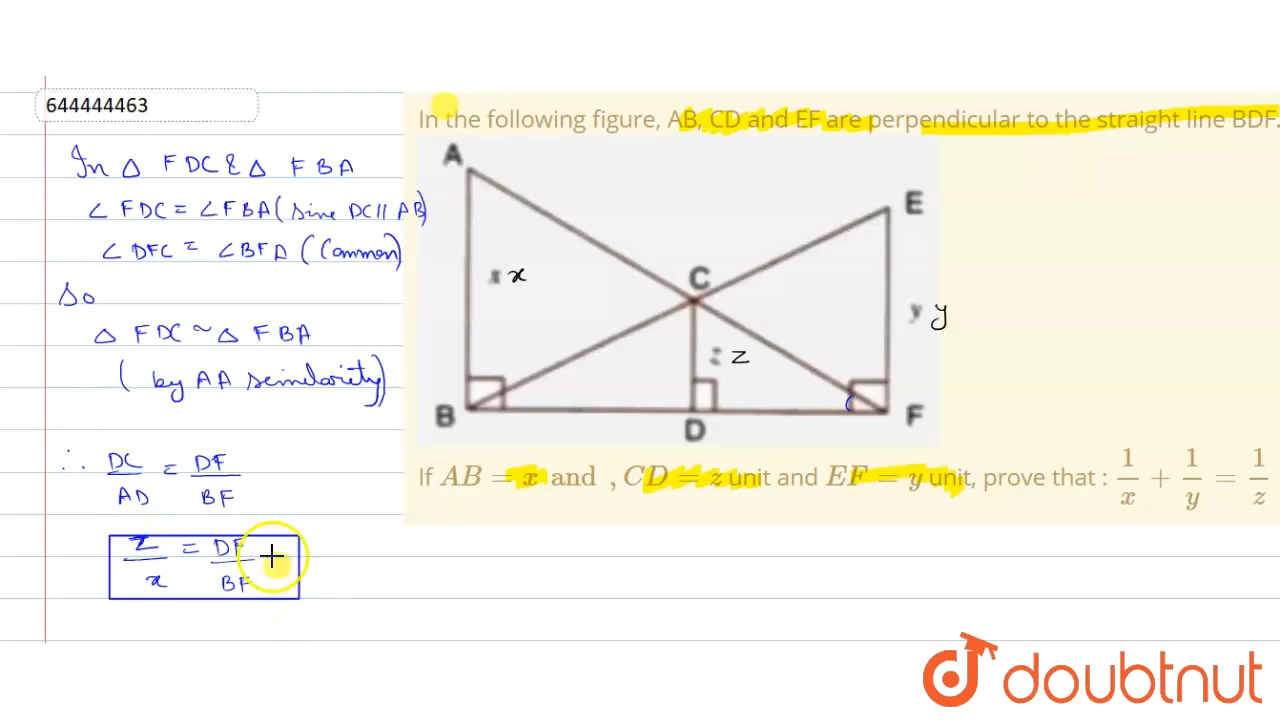 644444463
In △ FDC & △ FBA
∠ FDC = ∠FBA (sine DC || AB)
∠ DFC = ∠BFA (Common)
So
△ FDC ~ △ FBA
( by AA semilariety)
∴ DC/AD = DF/BF
z/x = DF/BF
In the following figure, AB, CD and EF are perpendicular to the straight line BDF.
A
E
C
x x
y y
z z
B
D
F
If AB = x and , CD = z unit and EF = y unit, prove that : 1/x + 1/y = 1/z
doubtnut